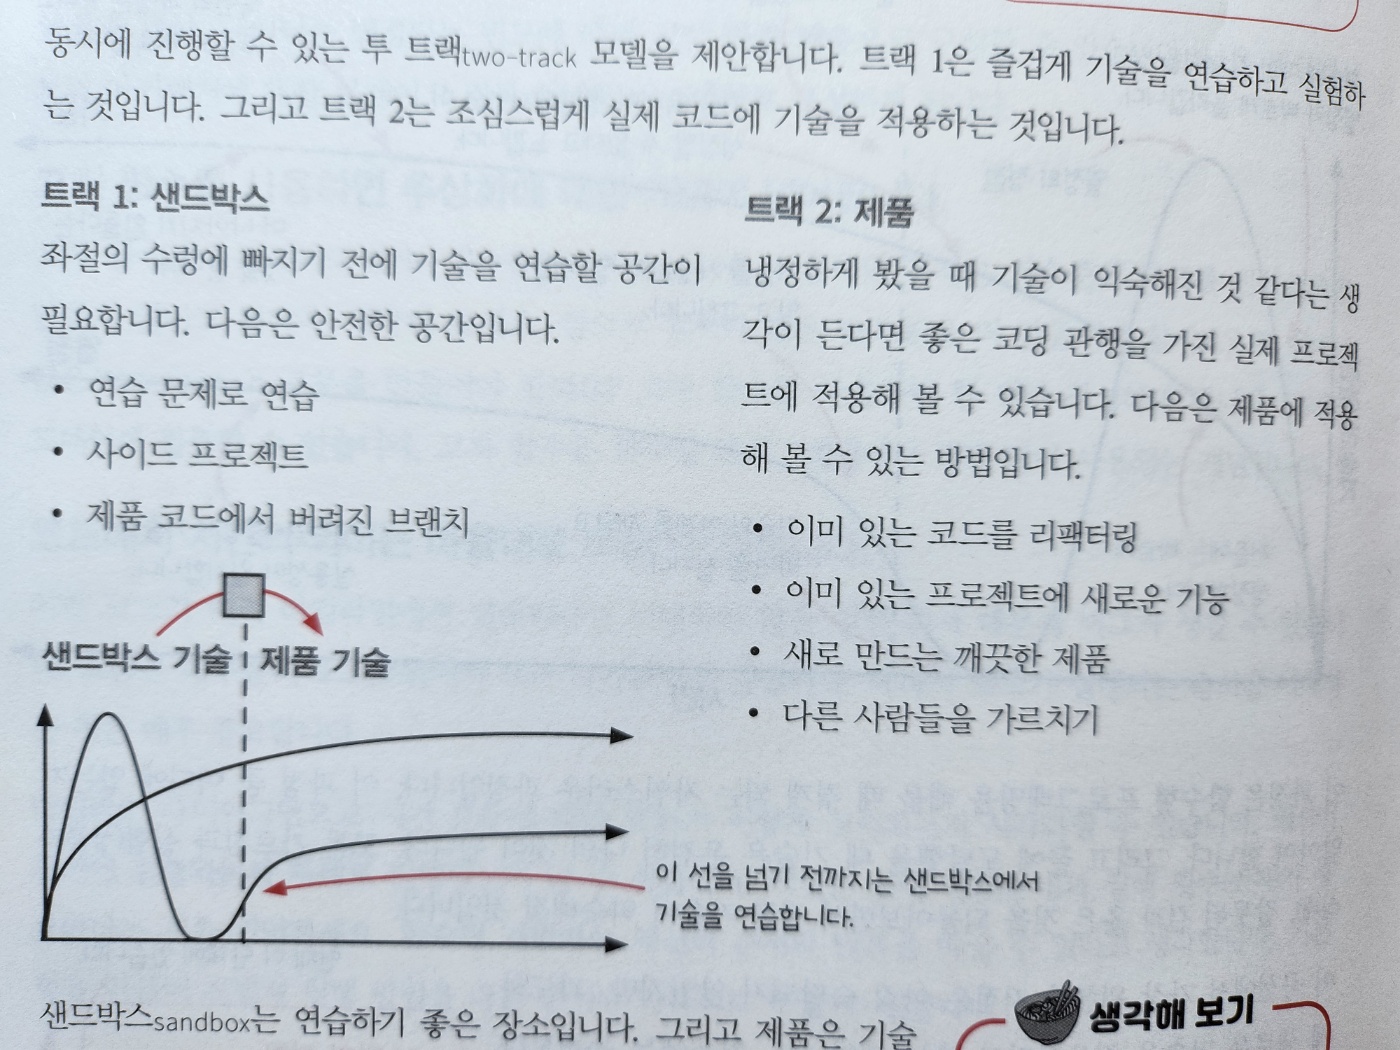 동시에 진행할 수 있는 투 트랙two-track 모델을 제안합니다. 트랙 1은 즐겁게 기술을 연습하고 실험하
는 것입니다. 그리고 트랙 2는 조심스럽게 실제 코드에 기술을 적용하는 것입니다.
트랙 1: 샌드박스
좌절의 수렁에 빠지기 전에 기술을 연습할 공간이
필요합니다. 다음은 안전한 공간입니다.
• 연습 문제로 연습
• 사이드 프로젝트
• 제품 코드에서 버려진 브랜치
샌드박스 기술
제품 기술
이 선을 넘기 전까지는 샌드박스에서
기술을 연습합니다.
트랙 2: 제품
냉정하게 봤을 때 기술이 익숙해진 것 같다는 생
각이 든다면 좋은 코딩 관행을 가진 실제 프로젝
트에 적용해 볼 수 있습니다. 다음은 제품에 적용
해 볼 수 있는 방법입니다.
• 이미 있는 코드를 리팩터링
• 이미 있는 프로젝트에 새로운 기능
• 새로 만드는 깨끗한 제품
• 다른 사람들을 가르치기
샌드박스sandbox는 연습하기 좋은 장소입니다. 그리고 제품은 기술
생각해 보기